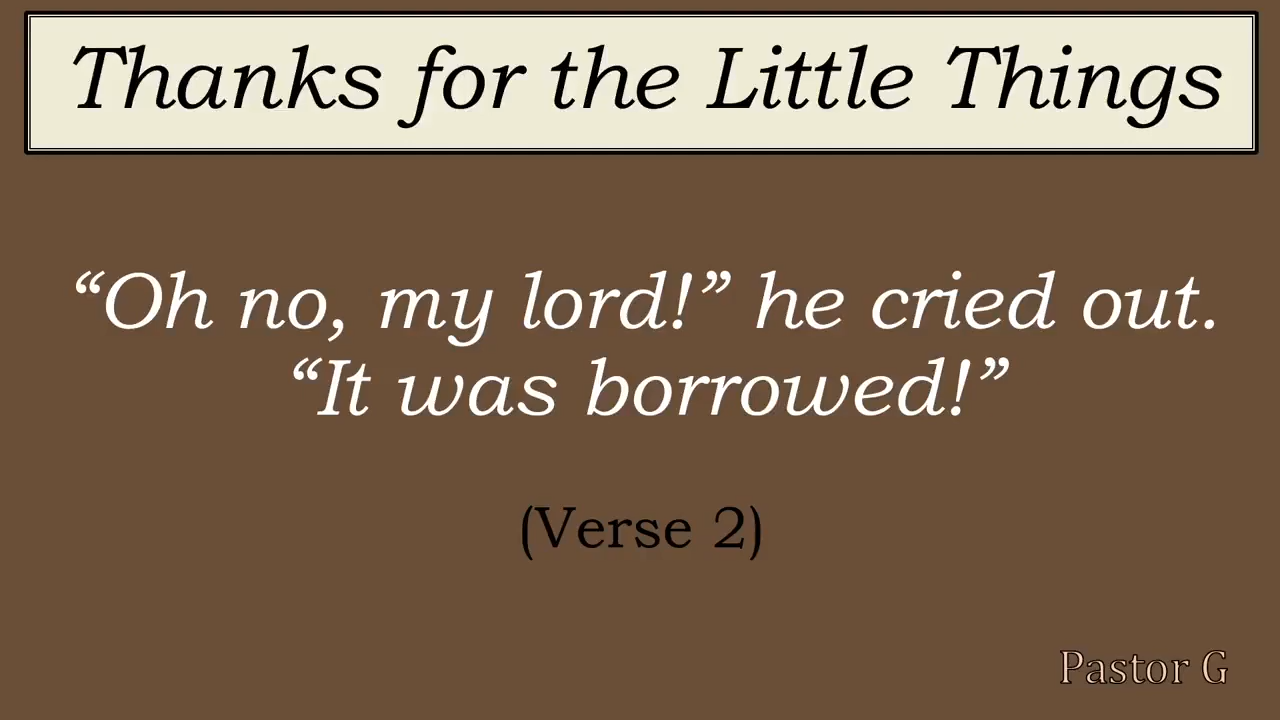 Thanks for the Little Things
“Oh no, my lord!” he cried out.
“It was borrowed!”
(Verse 2)
Pastor G